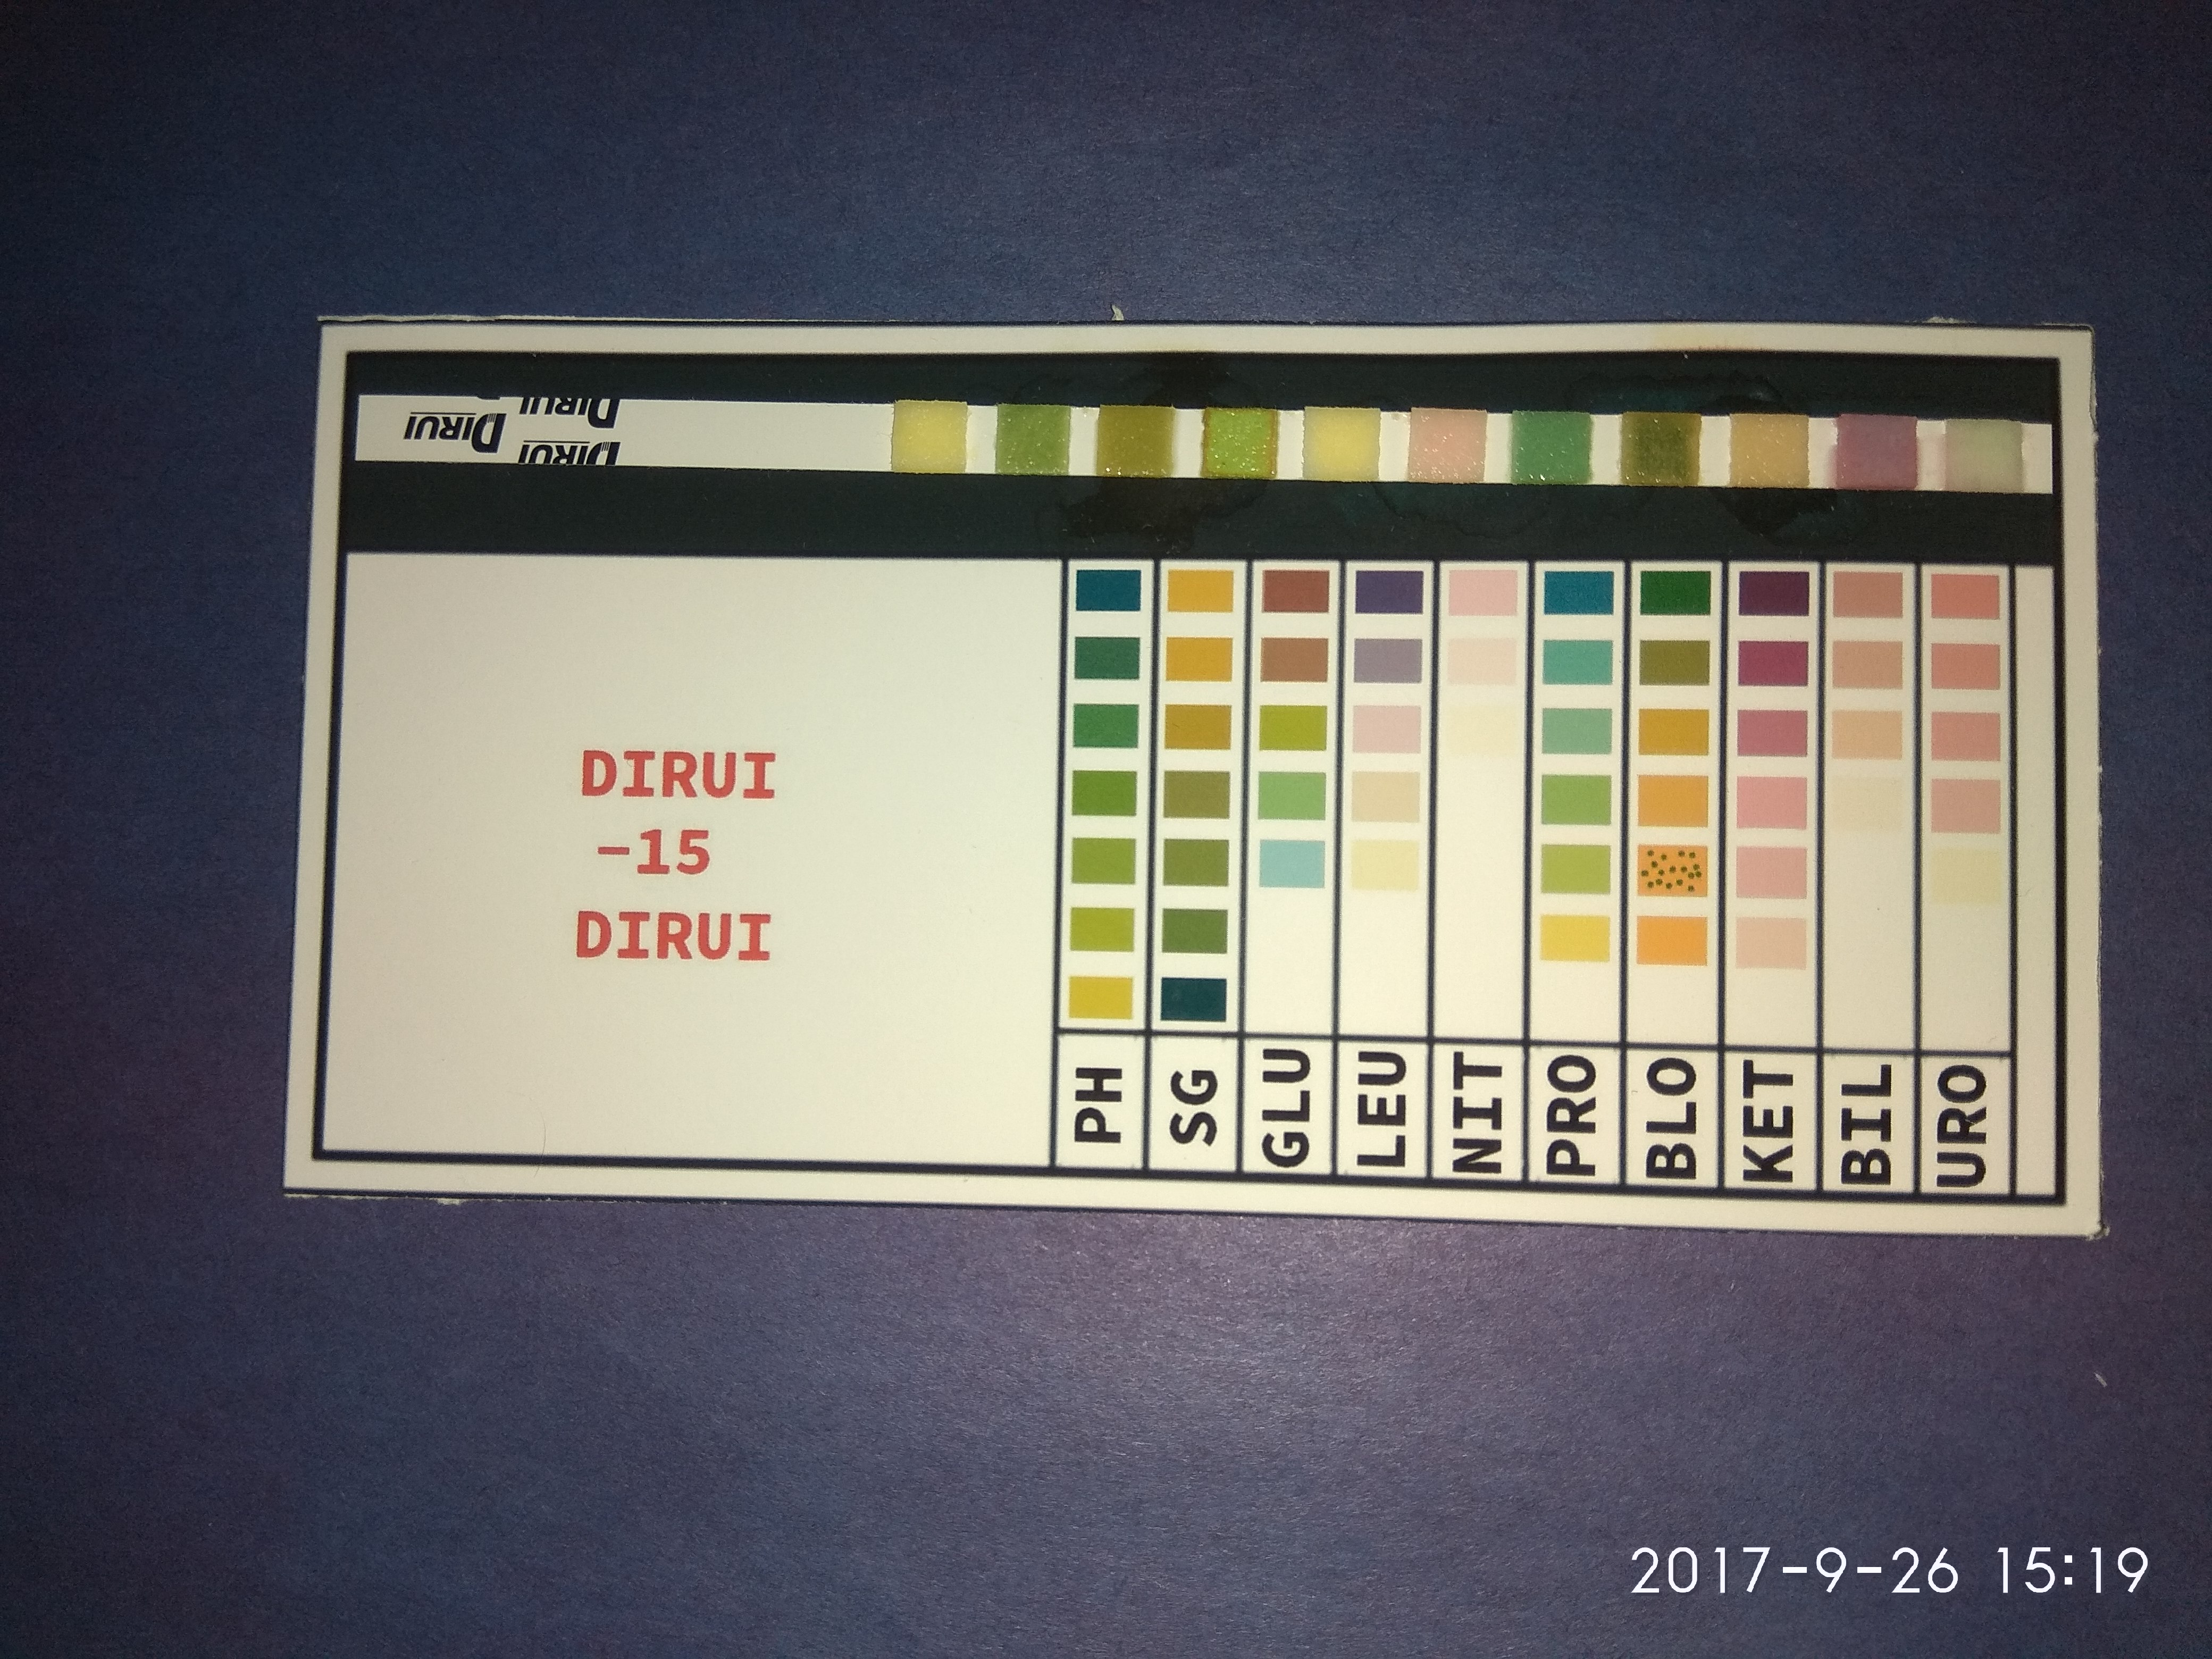 DIRUI
DIRUI
DIRUI
DIRUI
-15
DIRUI
PH
SG
GLU
LEU
NIT
PRO
BLO
KET
BIL
URO
2017-9-26 15:19